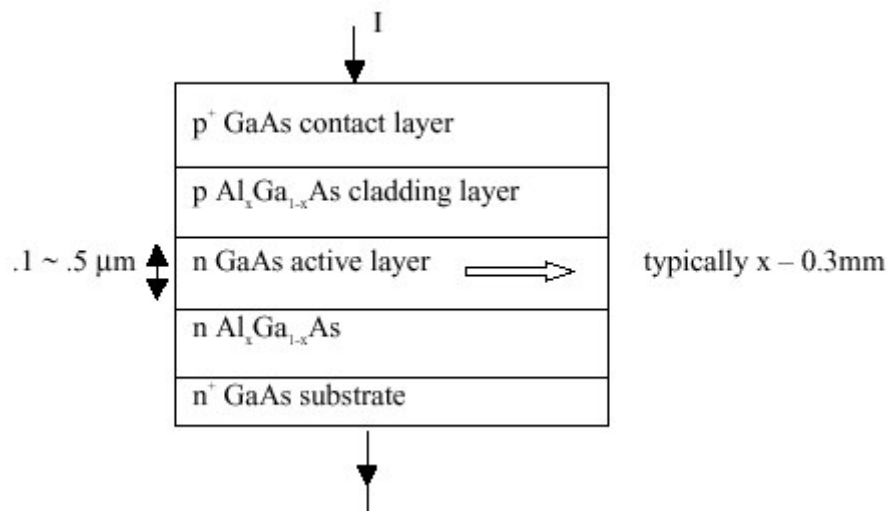 I
p⁺ GaAs contact layer
p AlₓGa₁₋ₓAs cladding layer
.1 ~ .5 μm
n GaAs active layer
typically x – 0.3mm
n AlₓGa₁₋ₓAs
n⁺ GaAs substrate